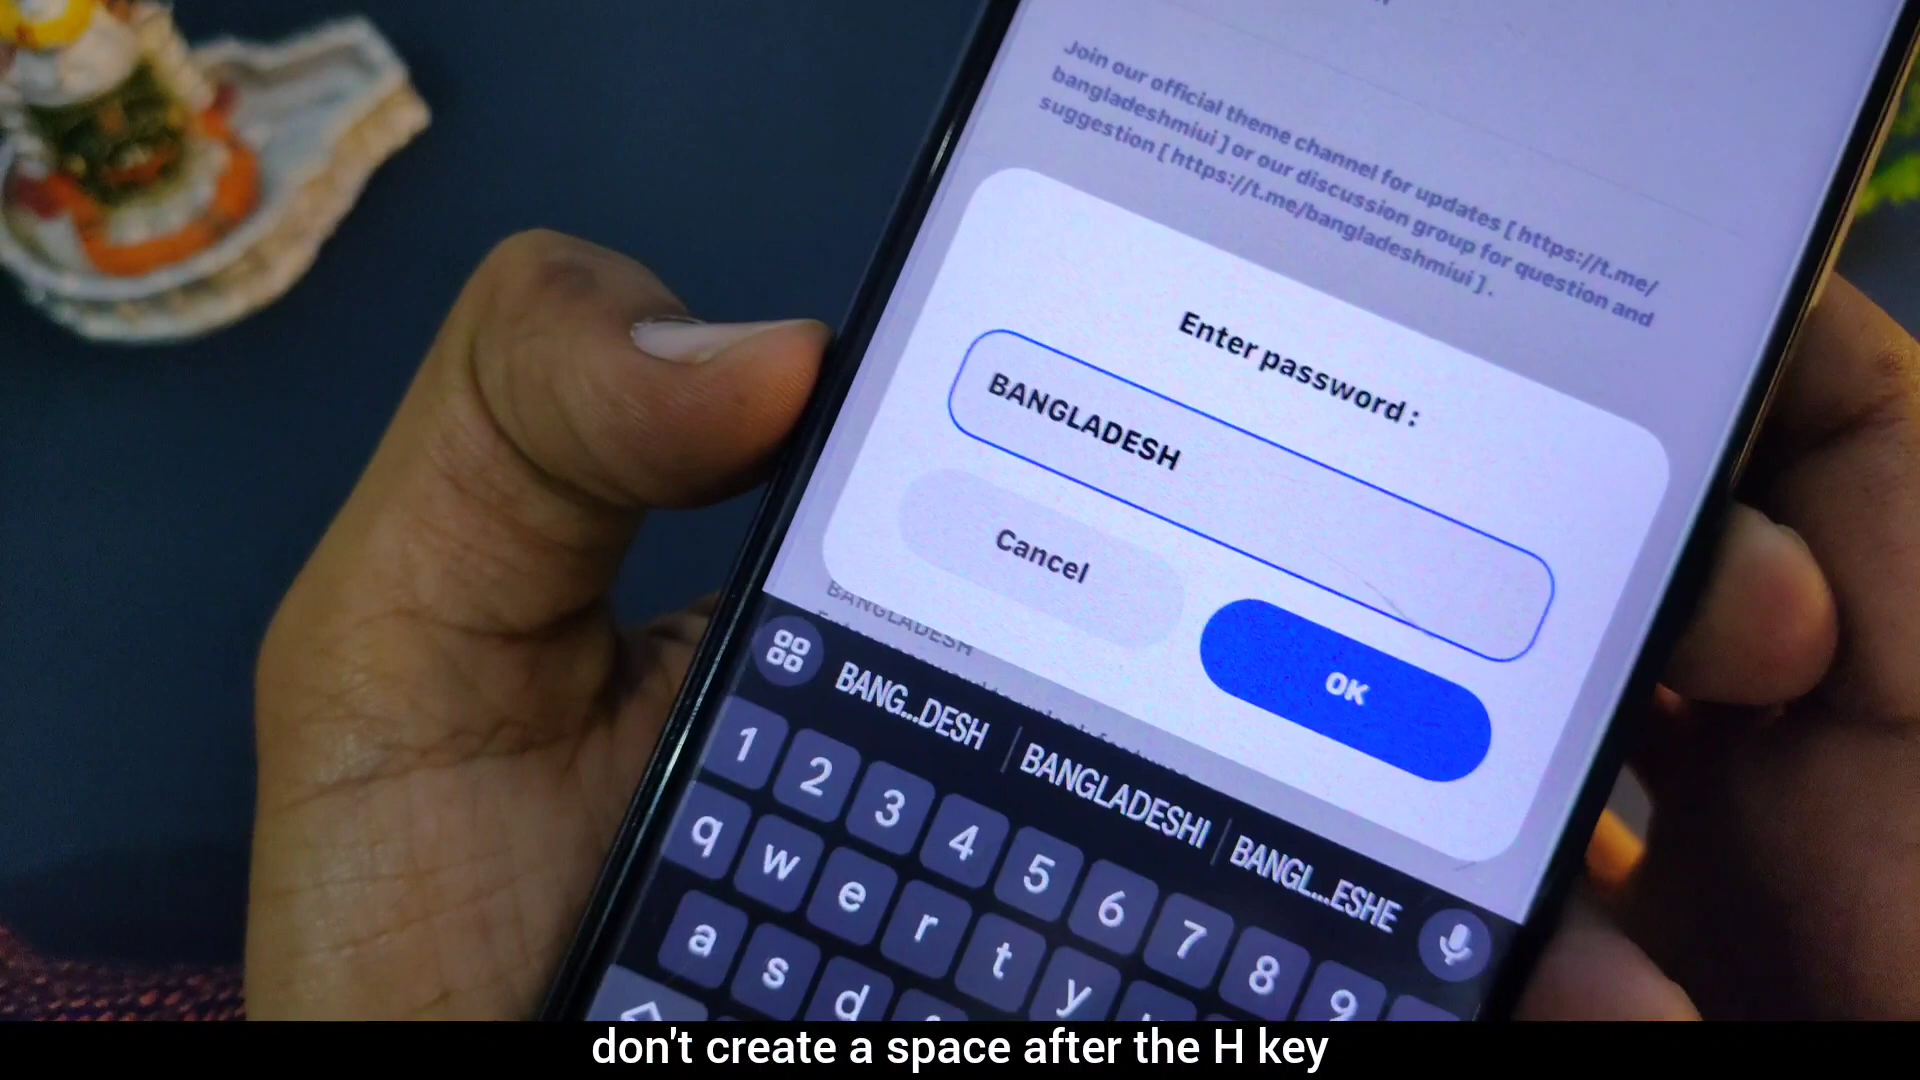 Join our official theme channel for updates [ https://t.me/
bangladeshmiui ] or our discussion group for question and
suggestion [ https://t.me/bangladeshmiui ] .
Enter password :
BANGLADESH
Cancel
OK
BANGLADESH
BANG...DESH BANGLADESHI BANGL...ESHE
1 2 3 4 5 6 7 8 9
q w e r t y
a s d
don't create a space after the H key